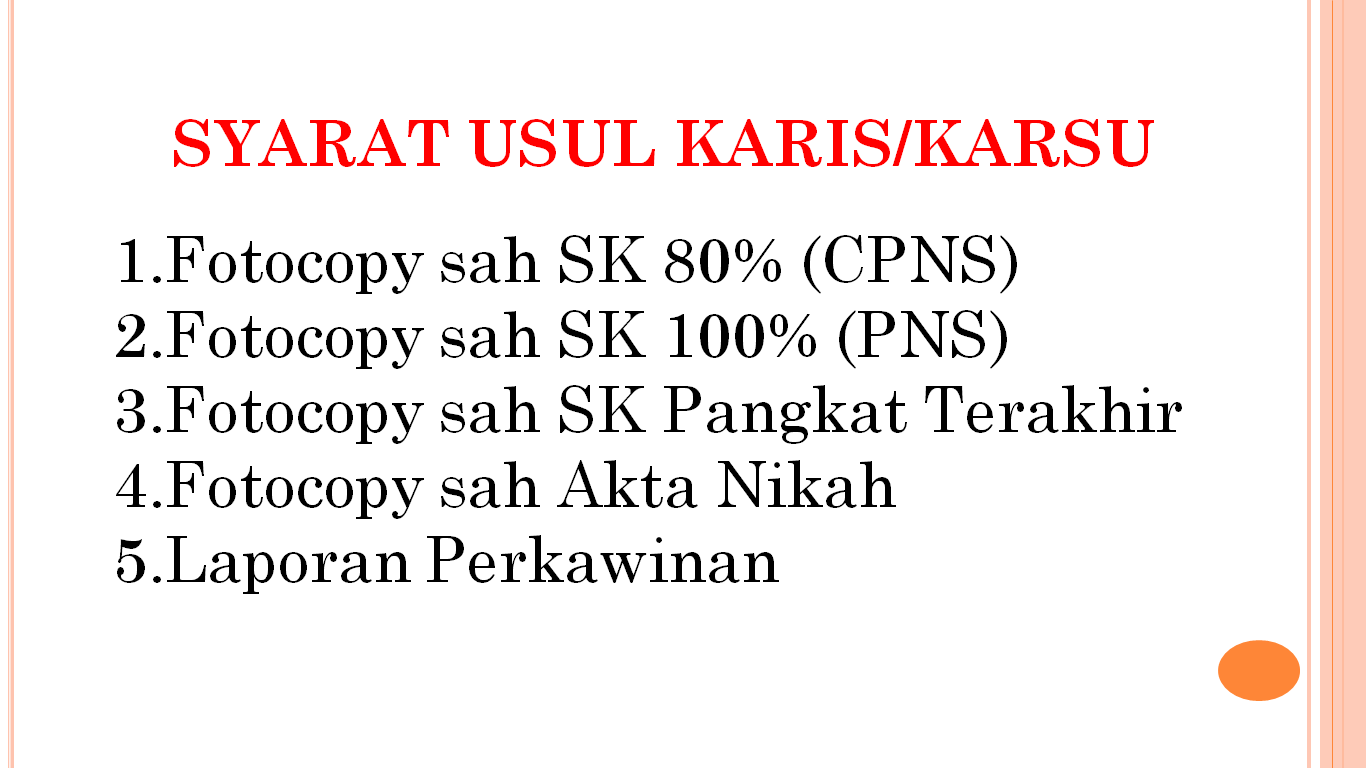 SYARAT USUL KARIS/KARSU
1.Fotocopy sah SK 80% (CPNS)
2.Fotocopy sah SK 100% (PNS)
3.Fotocopy sah SK Pangkat Terakhir
4.Fotocopy sah Akta Nikah
5.Laporan Perkawinan